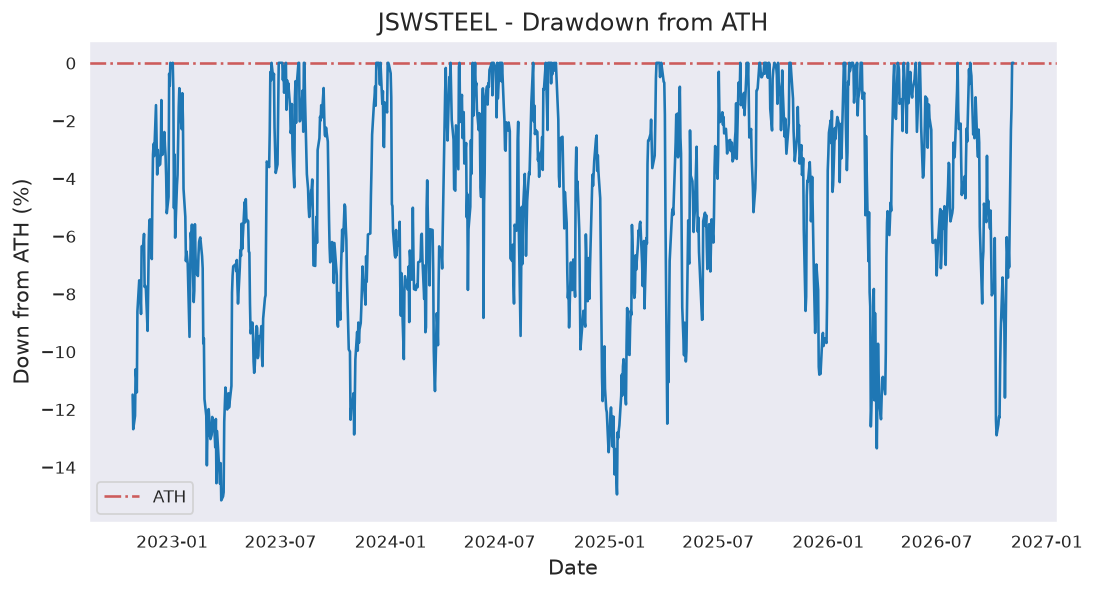 JSWSTEEL - Drawdown from ATH
Down from ATH (%)
0
−2
−4
−6
−8
−10
−12
−14
ATH
2023-01 2023-07 2024-01 2024-07 2025-01 2025-07 2026-01 2026-07 2027-01
Date